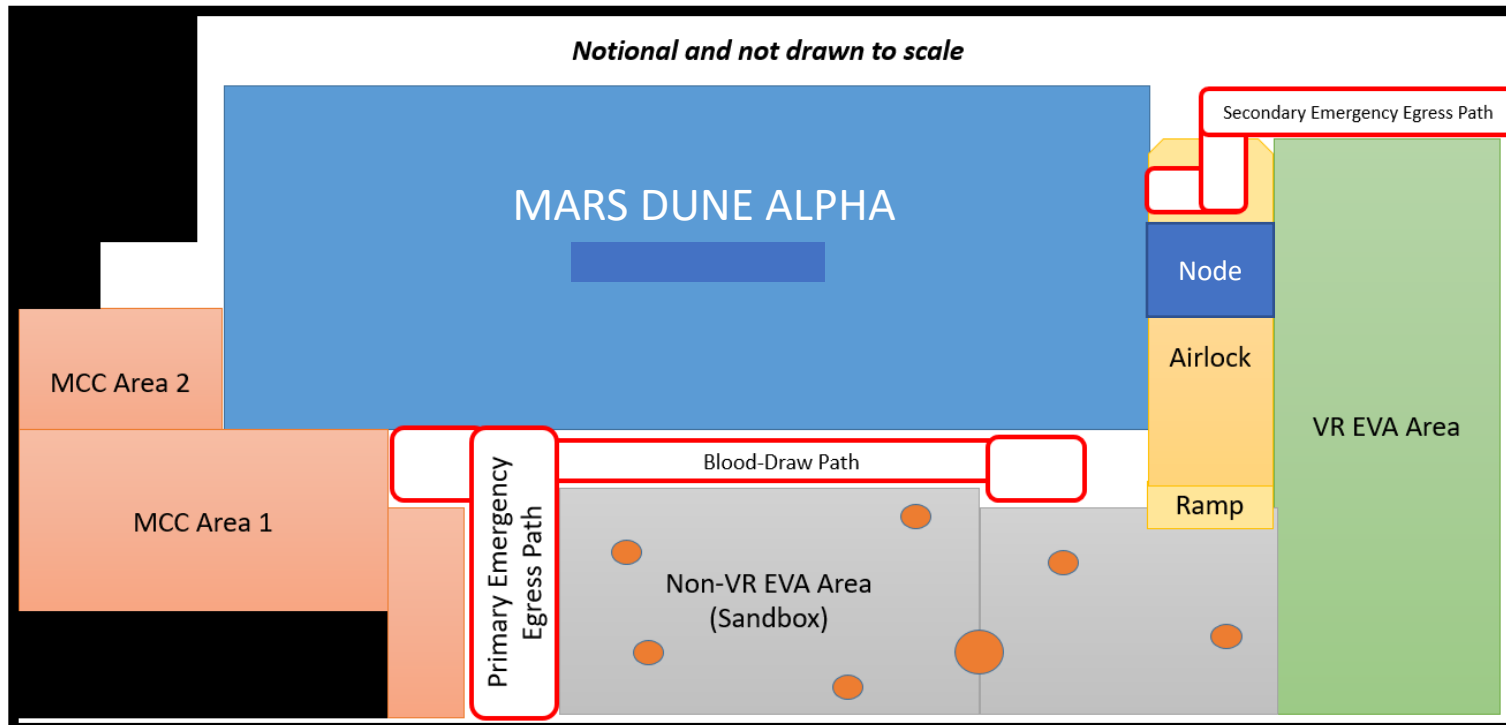 Notional and not drawn to scale
Secondary Emergency Egress Path
MARS DUNE ALPHA
Node
Airlock
MCC Area 2
VR EVA Area
Blood-Draw Path
Primary Emergency
Egress Path
MCC Area 1
Ramp
Non-VR EVA Area
(Sandbox)